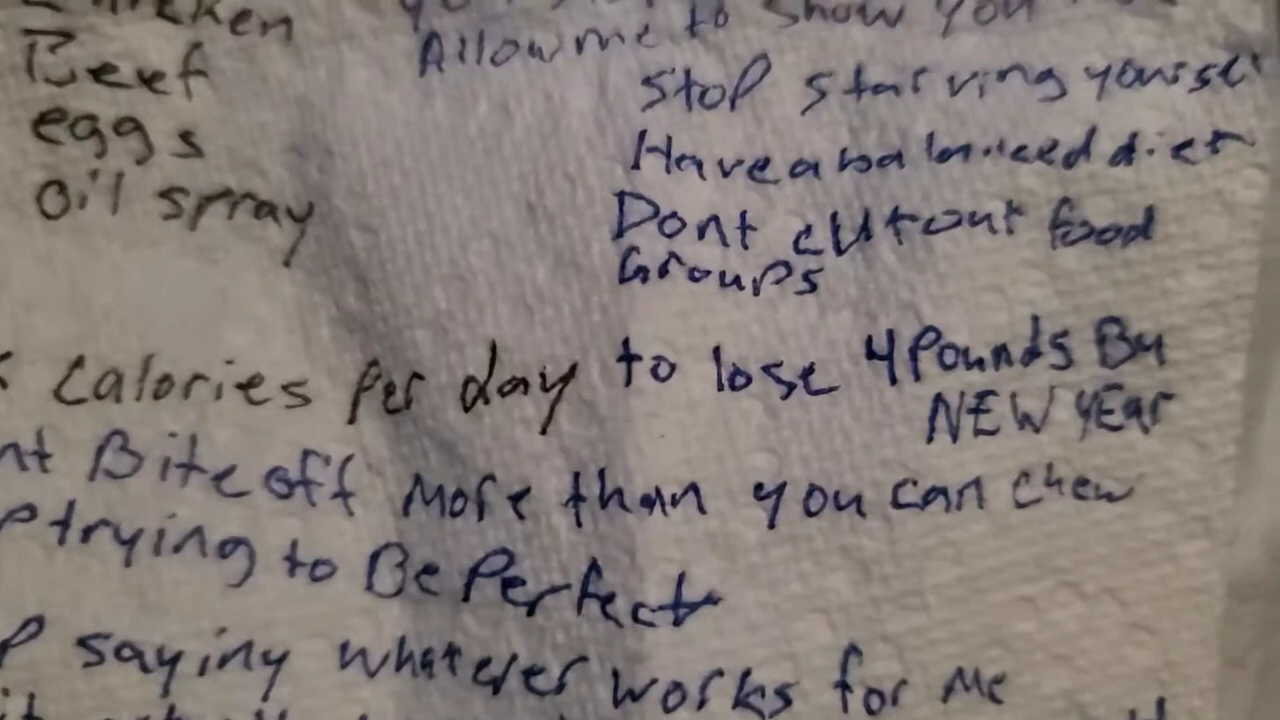 Chicken
Beef
eggs
oil spray
Allow me to show you
Stop starving yourself
Have a balanced diet
Dont cut out food
Groups
calories per day to lose 4 Pounds By
NEW YEar
Bite off More than you can chew
trying to Be Perfect
saying whatever works for Me